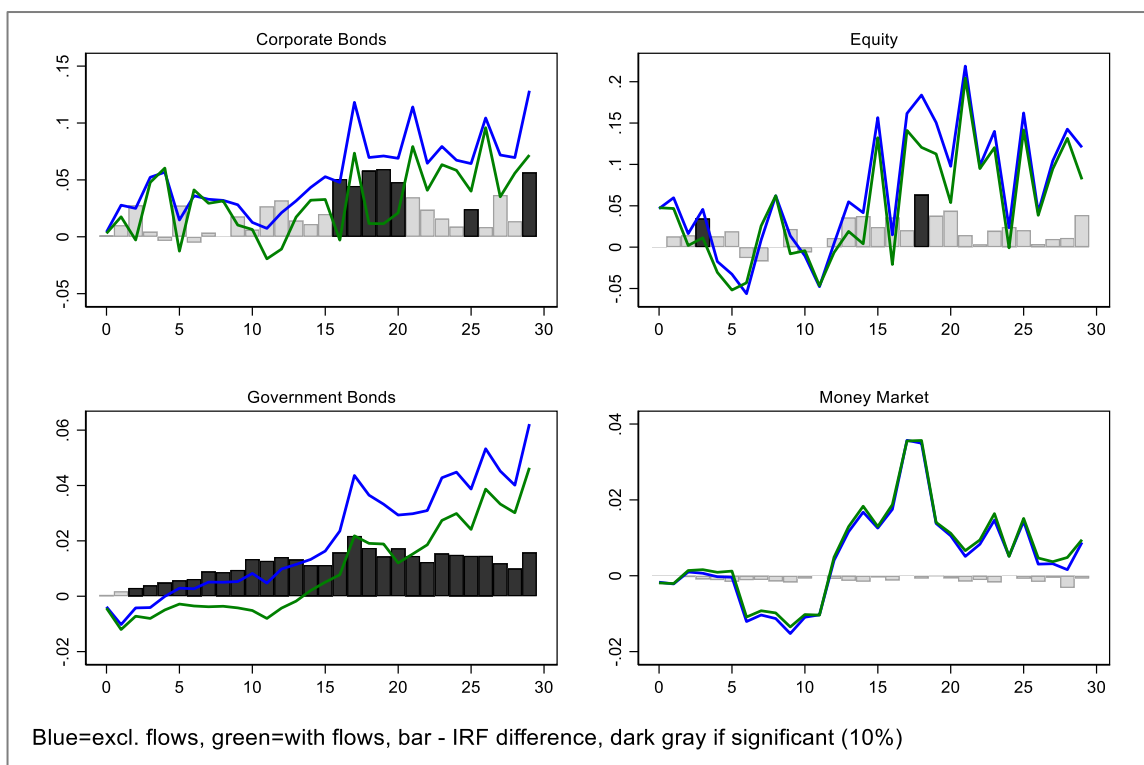 Corporate Bonds
.15
.1
.05
0
-.05
0 5 10 15 20 25 30
Equity
.2
.15
.1
.05
0
-.05
0 5 10 15 20 25 30
Government Bonds
.06
.04
.02
0
-.02
0 5 10 15 20 25 30
Money Market
.04
.02
0
-.02
0 5 10 15 20 25 30
Blue=excl. flows, green=with flows, bar - IRF difference, dark gray if significant (10%)